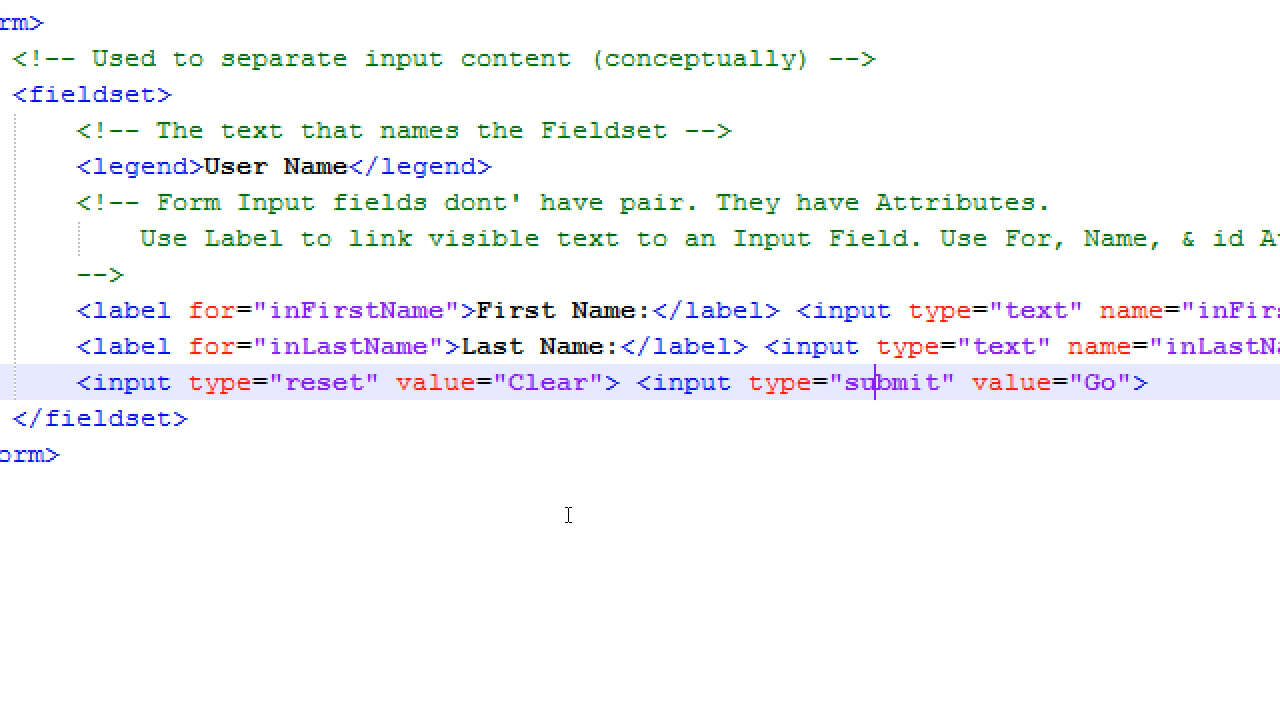 rm>
<!-- Used to separate input content (conceptually) -->
<fieldset>
<!-- The text that names the Fieldset -->
<legend>User Name</legend>
<!-- Form Input fields dont' have pair. They have Attributes.
Use Label to link visible text to an Input Field. Use For, Name, & id A
-->
<label for="inFirstName">First Name:</label> <input type="text" name="inFirs
<label for="inLastName">Last Name:</label> <input type="text" name="inLastNa
<input type="reset" value="Clear"> <input type="submit" value="Go">
</fieldset>
orm>